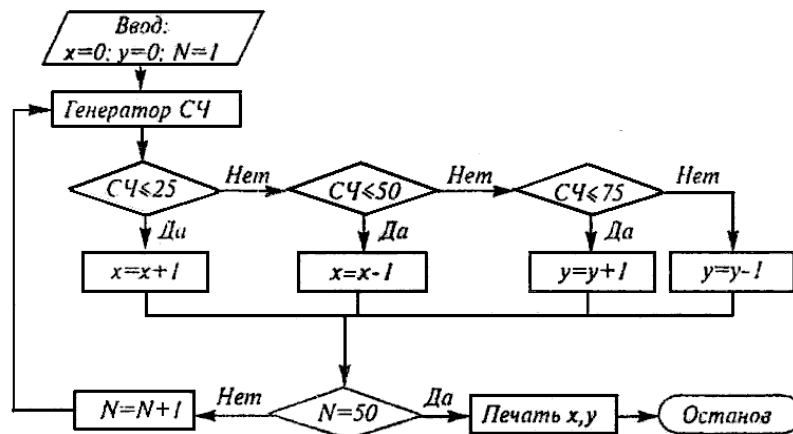 Ввод:
x=0; y=0; N=1
Генератор СЧ
СЧ⩽25
Нет
СЧ⩽50
Нет
СЧ⩽75
Нет
Да
Да
Да
x=x+1
x=x-1
y=y+1
y=y-1
N=N+1
Нет
N=50
Да
Печать x,y
Останов